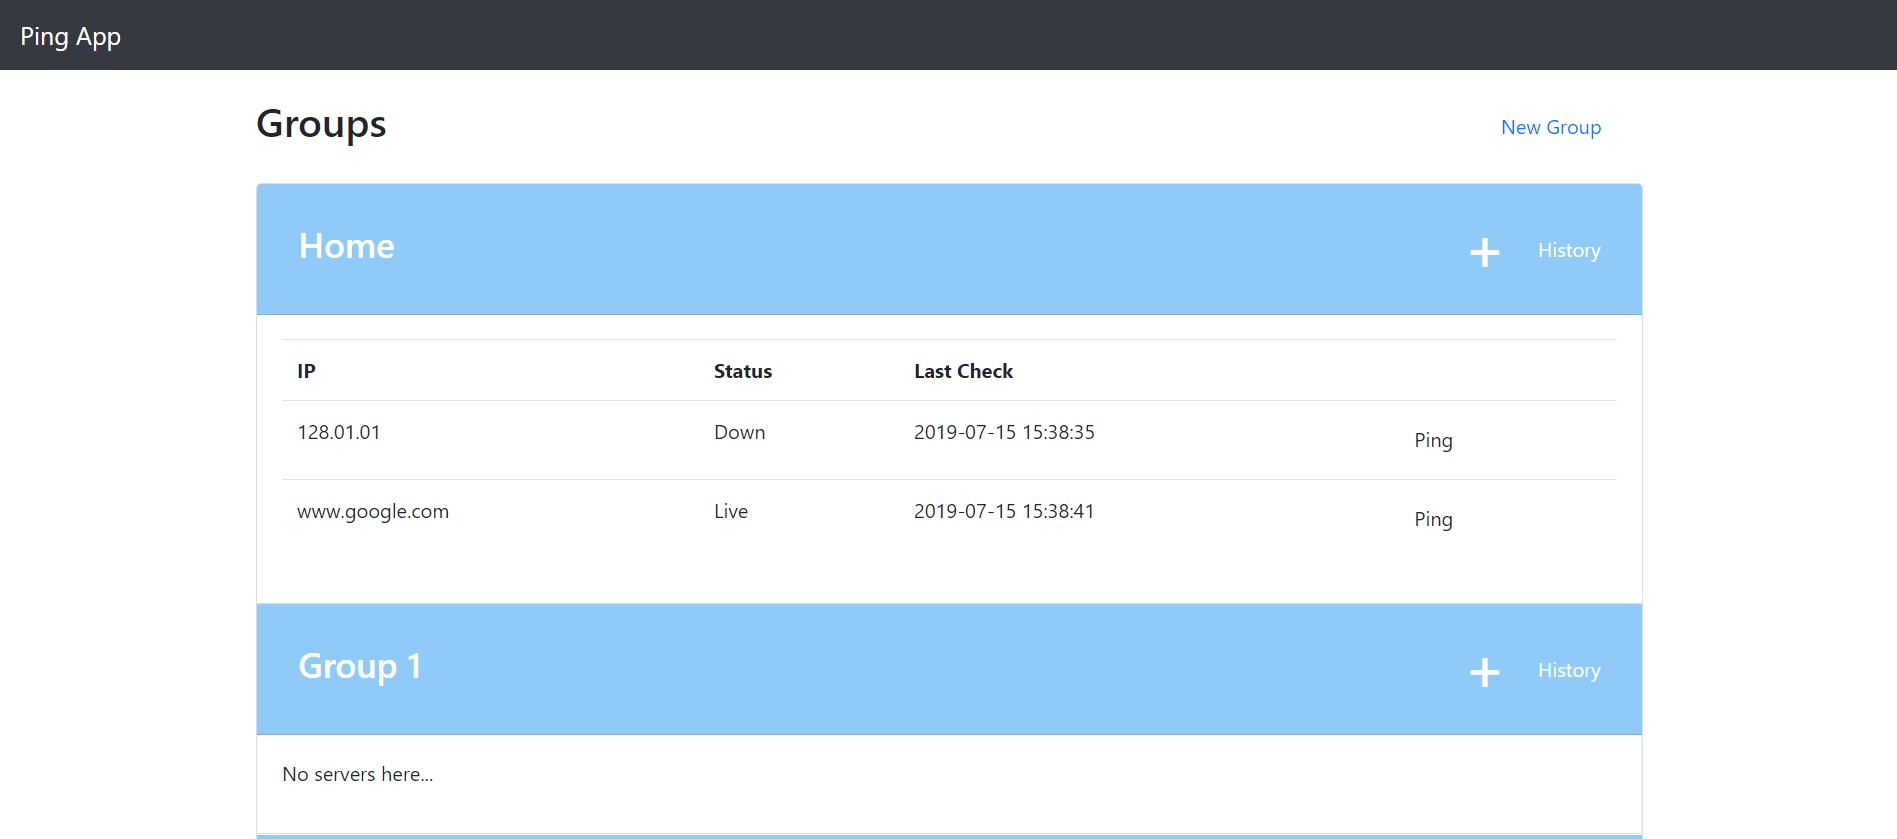 Ping App
Groups
New Group
Home
+ History
IP Status Last Check
128.01.01 Down 2019-07-15 15:38:35 Ping
www.google.com Live 2019-07-15 15:38:41 Ping
Group 1
+ History
No servers here...